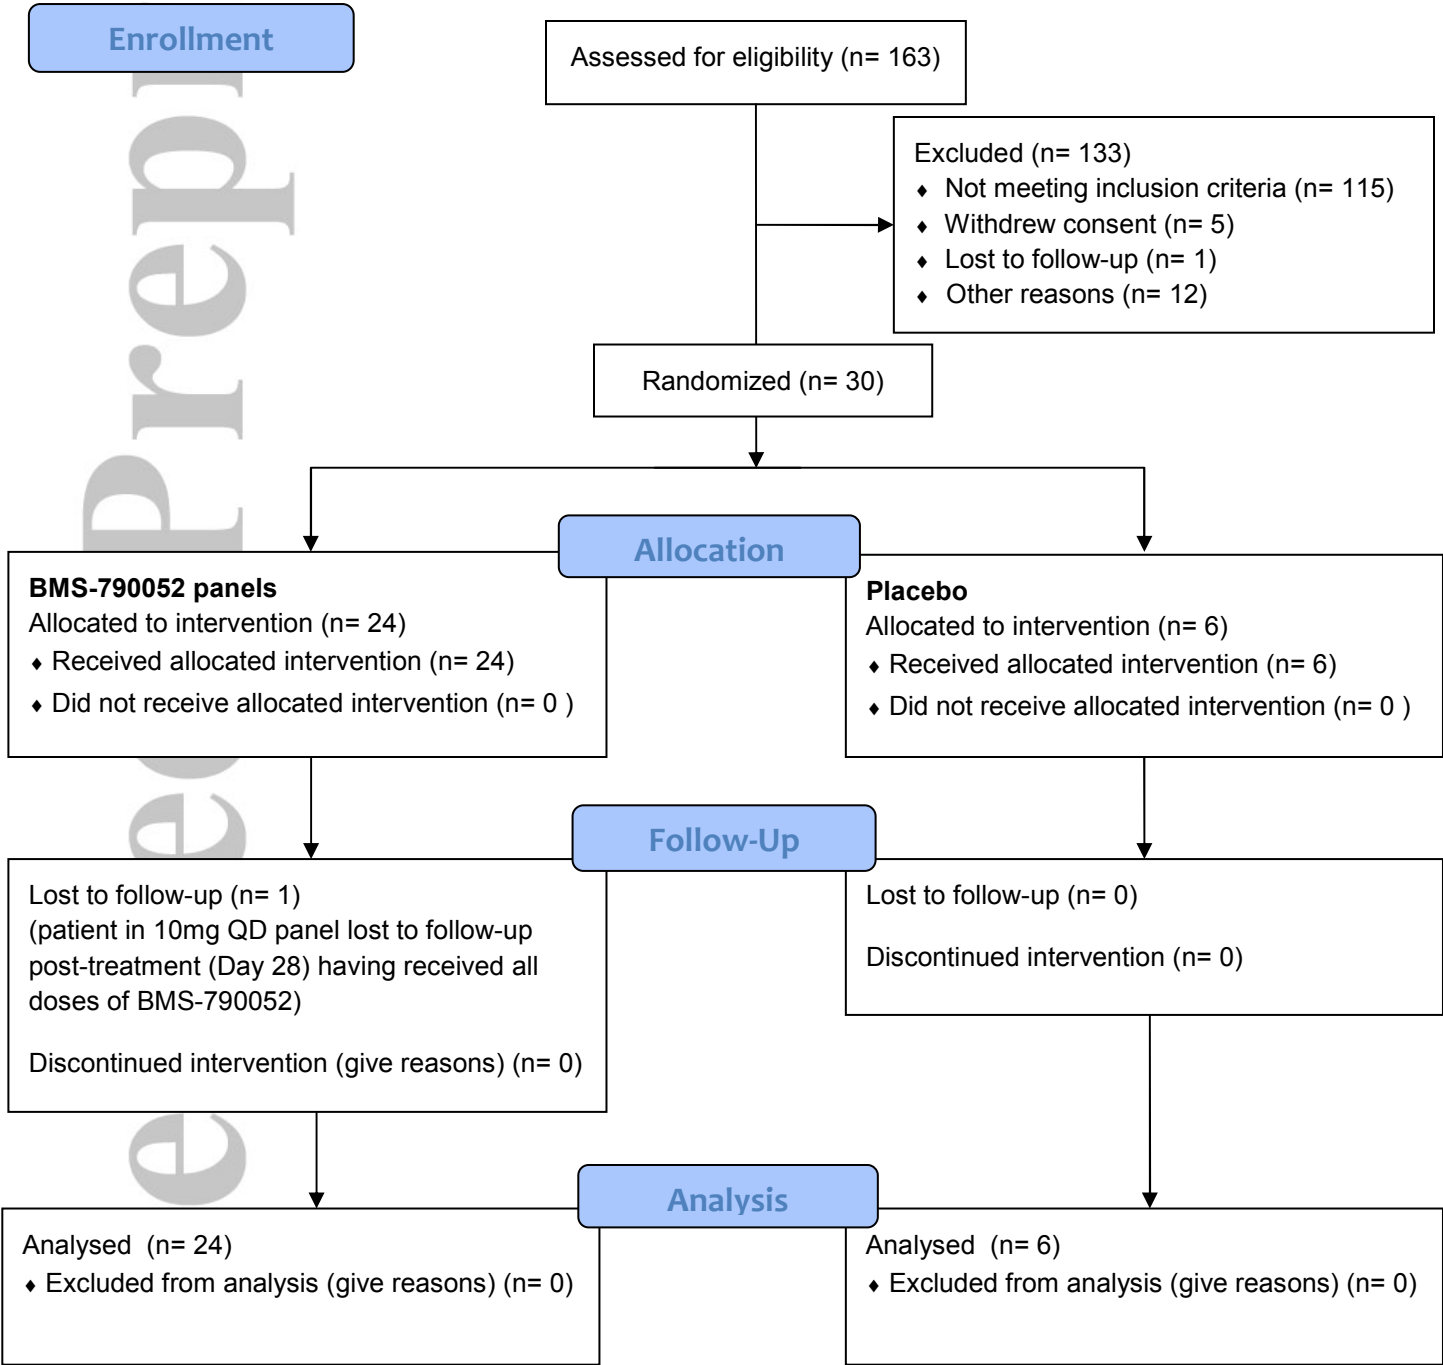 Enrollment
Assessed for eligibility (n= 163)
Excluded (n= 133)
♦ Not meeting inclusion criteria (n= 115)
♦ Withdrew consent (n= 5)
♦ Lost to follow-up (n= 1)
♦ Other reasons (n= 12)
Randomized (n= 30)
Allocation
BMS-790052 panels
Allocated to intervention (n= 24)
♦ Received allocated intervention (n= 24)
♦ Did not receive allocated intervention (n= 0 )
Placebo
Allocated to intervention (n= 6)
♦ Received allocated intervention (n= 6)
♦ Did not receive allocated intervention (n= 0 )
Follow-Up
Lost to follow-up (n= 1)
(patient in 10mg QD panel lost to follow-up
post-treatment (Day 28) having received all
doses of BMS-790052)
Discontinued intervention (give reasons) (n= 0)
Lost to follow-up (n= 0)
Discontinued intervention (n= 0)
Analysis
Analysed (n= 24)
♦ Excluded from analysis (give reasons) (n= 0)
Analysed (n= 6)
♦ Excluded from analysis (give reasons) (n= 0)